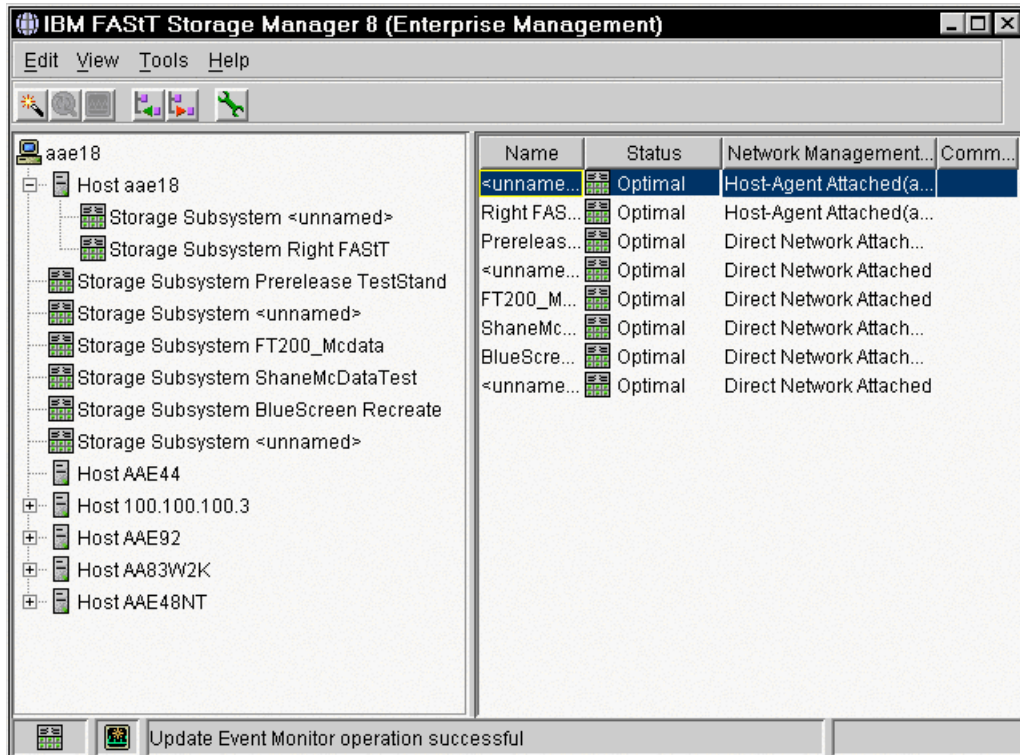 IBM FAStT Storage Manager 8 (Enterprise Management)
Edit View Tools Help
aae18
Host aae18
Storage Subsystem <unnamed>
Storage Subsystem Right FAStT
Storage Subsystem Prerelease TestStand
Storage Subsystem <unnamed>
Storage Subsystem FT200_Mcdata
Storage Subsystem ShaneMcDataTest
Storage Subsystem BlueScreen Recreate
Storage Subsystem <unnamed>
Host AAE44
Host 100.100.100.3
Host AAE92
Host AA83W2K
Host AAE48NT
Name Status Network Management... Comm...
<unname... Optimal Host-Agent Attached(a...
Right FAS... Optimal Host-Agent Attached(a...
Prereleas... Optimal Direct Network Attach...
<unname... Optimal Direct Network Attached
FT200_M... Optimal Direct Network Attached
ShaneMc... Optimal Direct Network Attach...
BlueScre... Optimal Direct Network Attach...
<unname... Optimal Direct Network Attached
Update Event Monitor operation successful